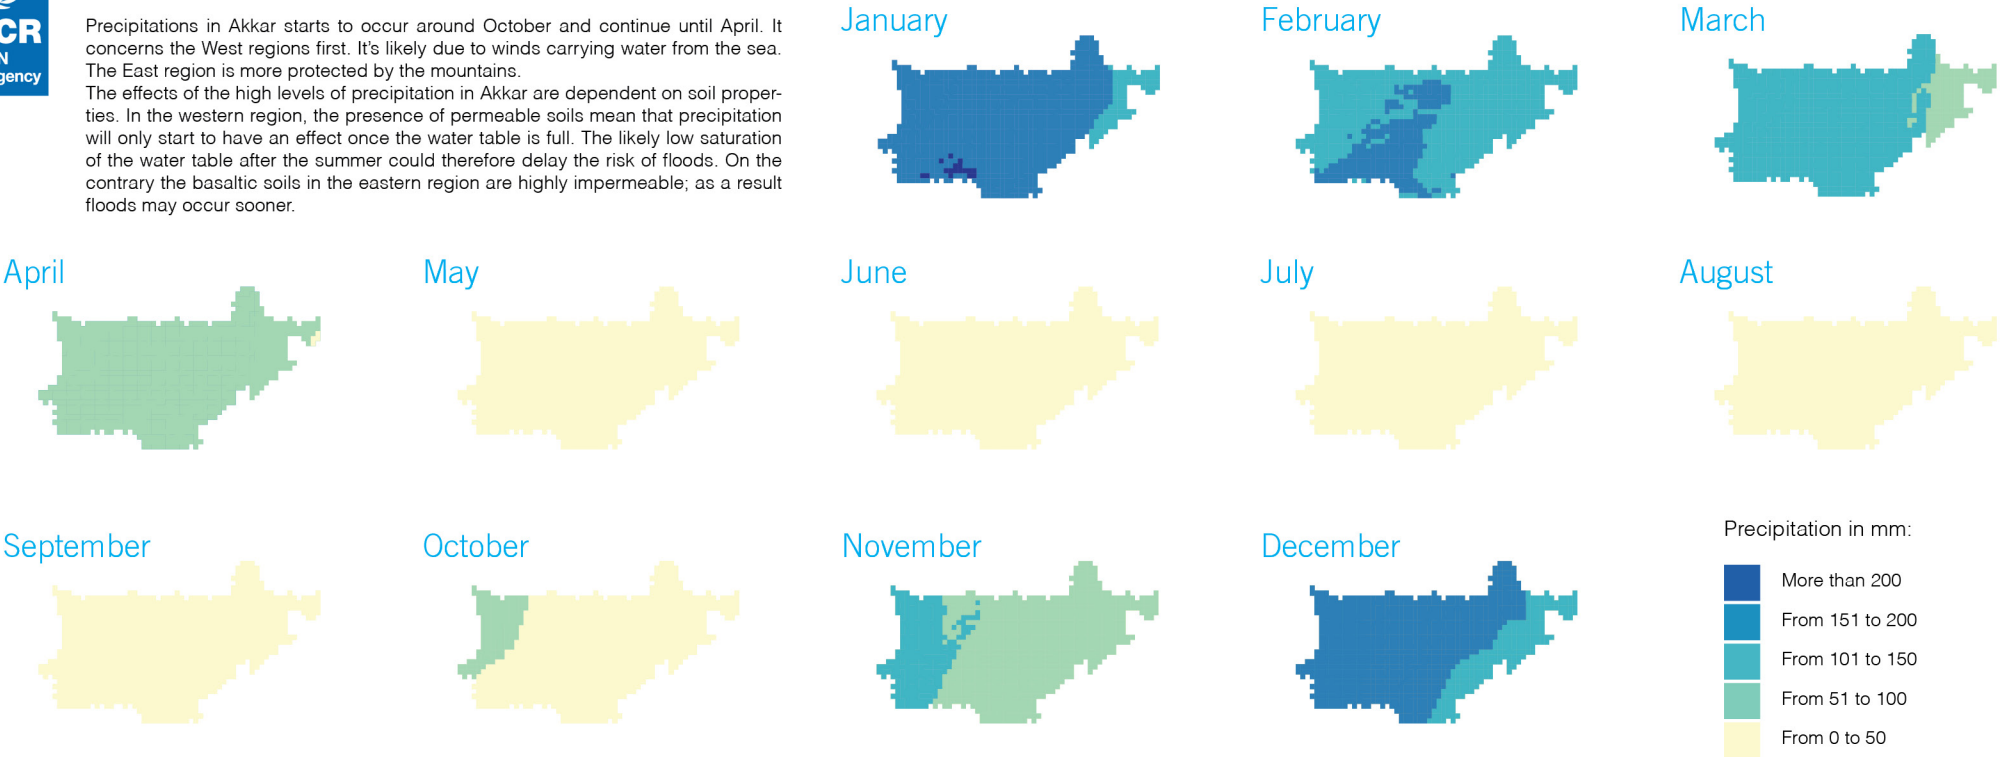 CR
N
gency
Precipitations in Akkar starts to occur around October and continue until April. It
concerns the West regions first. It's likely due to winds carrying water from the sea.
The East region is more protected by the mountains.
The effects of the high levels of precipitation in Akkar are dependent on soil proper-
ties. In the western region, the presence of permeable soils mean that precipitation
will only start to have an effect once the water table is full. The likely low saturation
of the water table after the summer could therefore delay the risk of floods. On the
contrary the basaltic soils in the eastern region are highly impermeable; as a result
floods may occur sooner.
January
February
March
April
May
June
July
August
September
October
November
December
Precipitation in mm:
More than 200
From 151 to 200
From 101 to 150
From 51 to 100
From 0 to 50